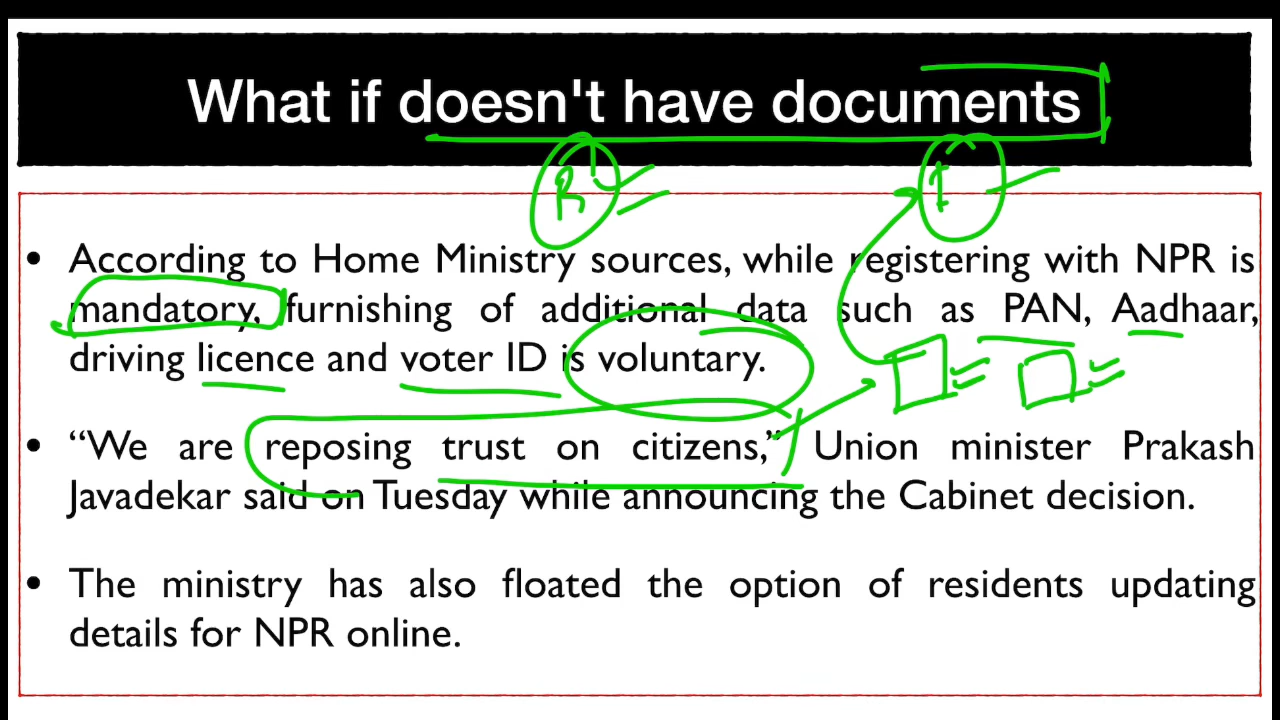 What if doesn't have documents
R
I
• According to Home Ministry sources, while registering with NPR is
mandatory, furnishing of additional data such as PAN, Aadhaar,
driving licence and voter ID is voluntary.
• “We are reposing trust on citizens,” Union minister Prakash
Javadekar said on Tuesday while announcing the Cabinet decision.
• The ministry has also floated the option of residents updating
details for NPR online.